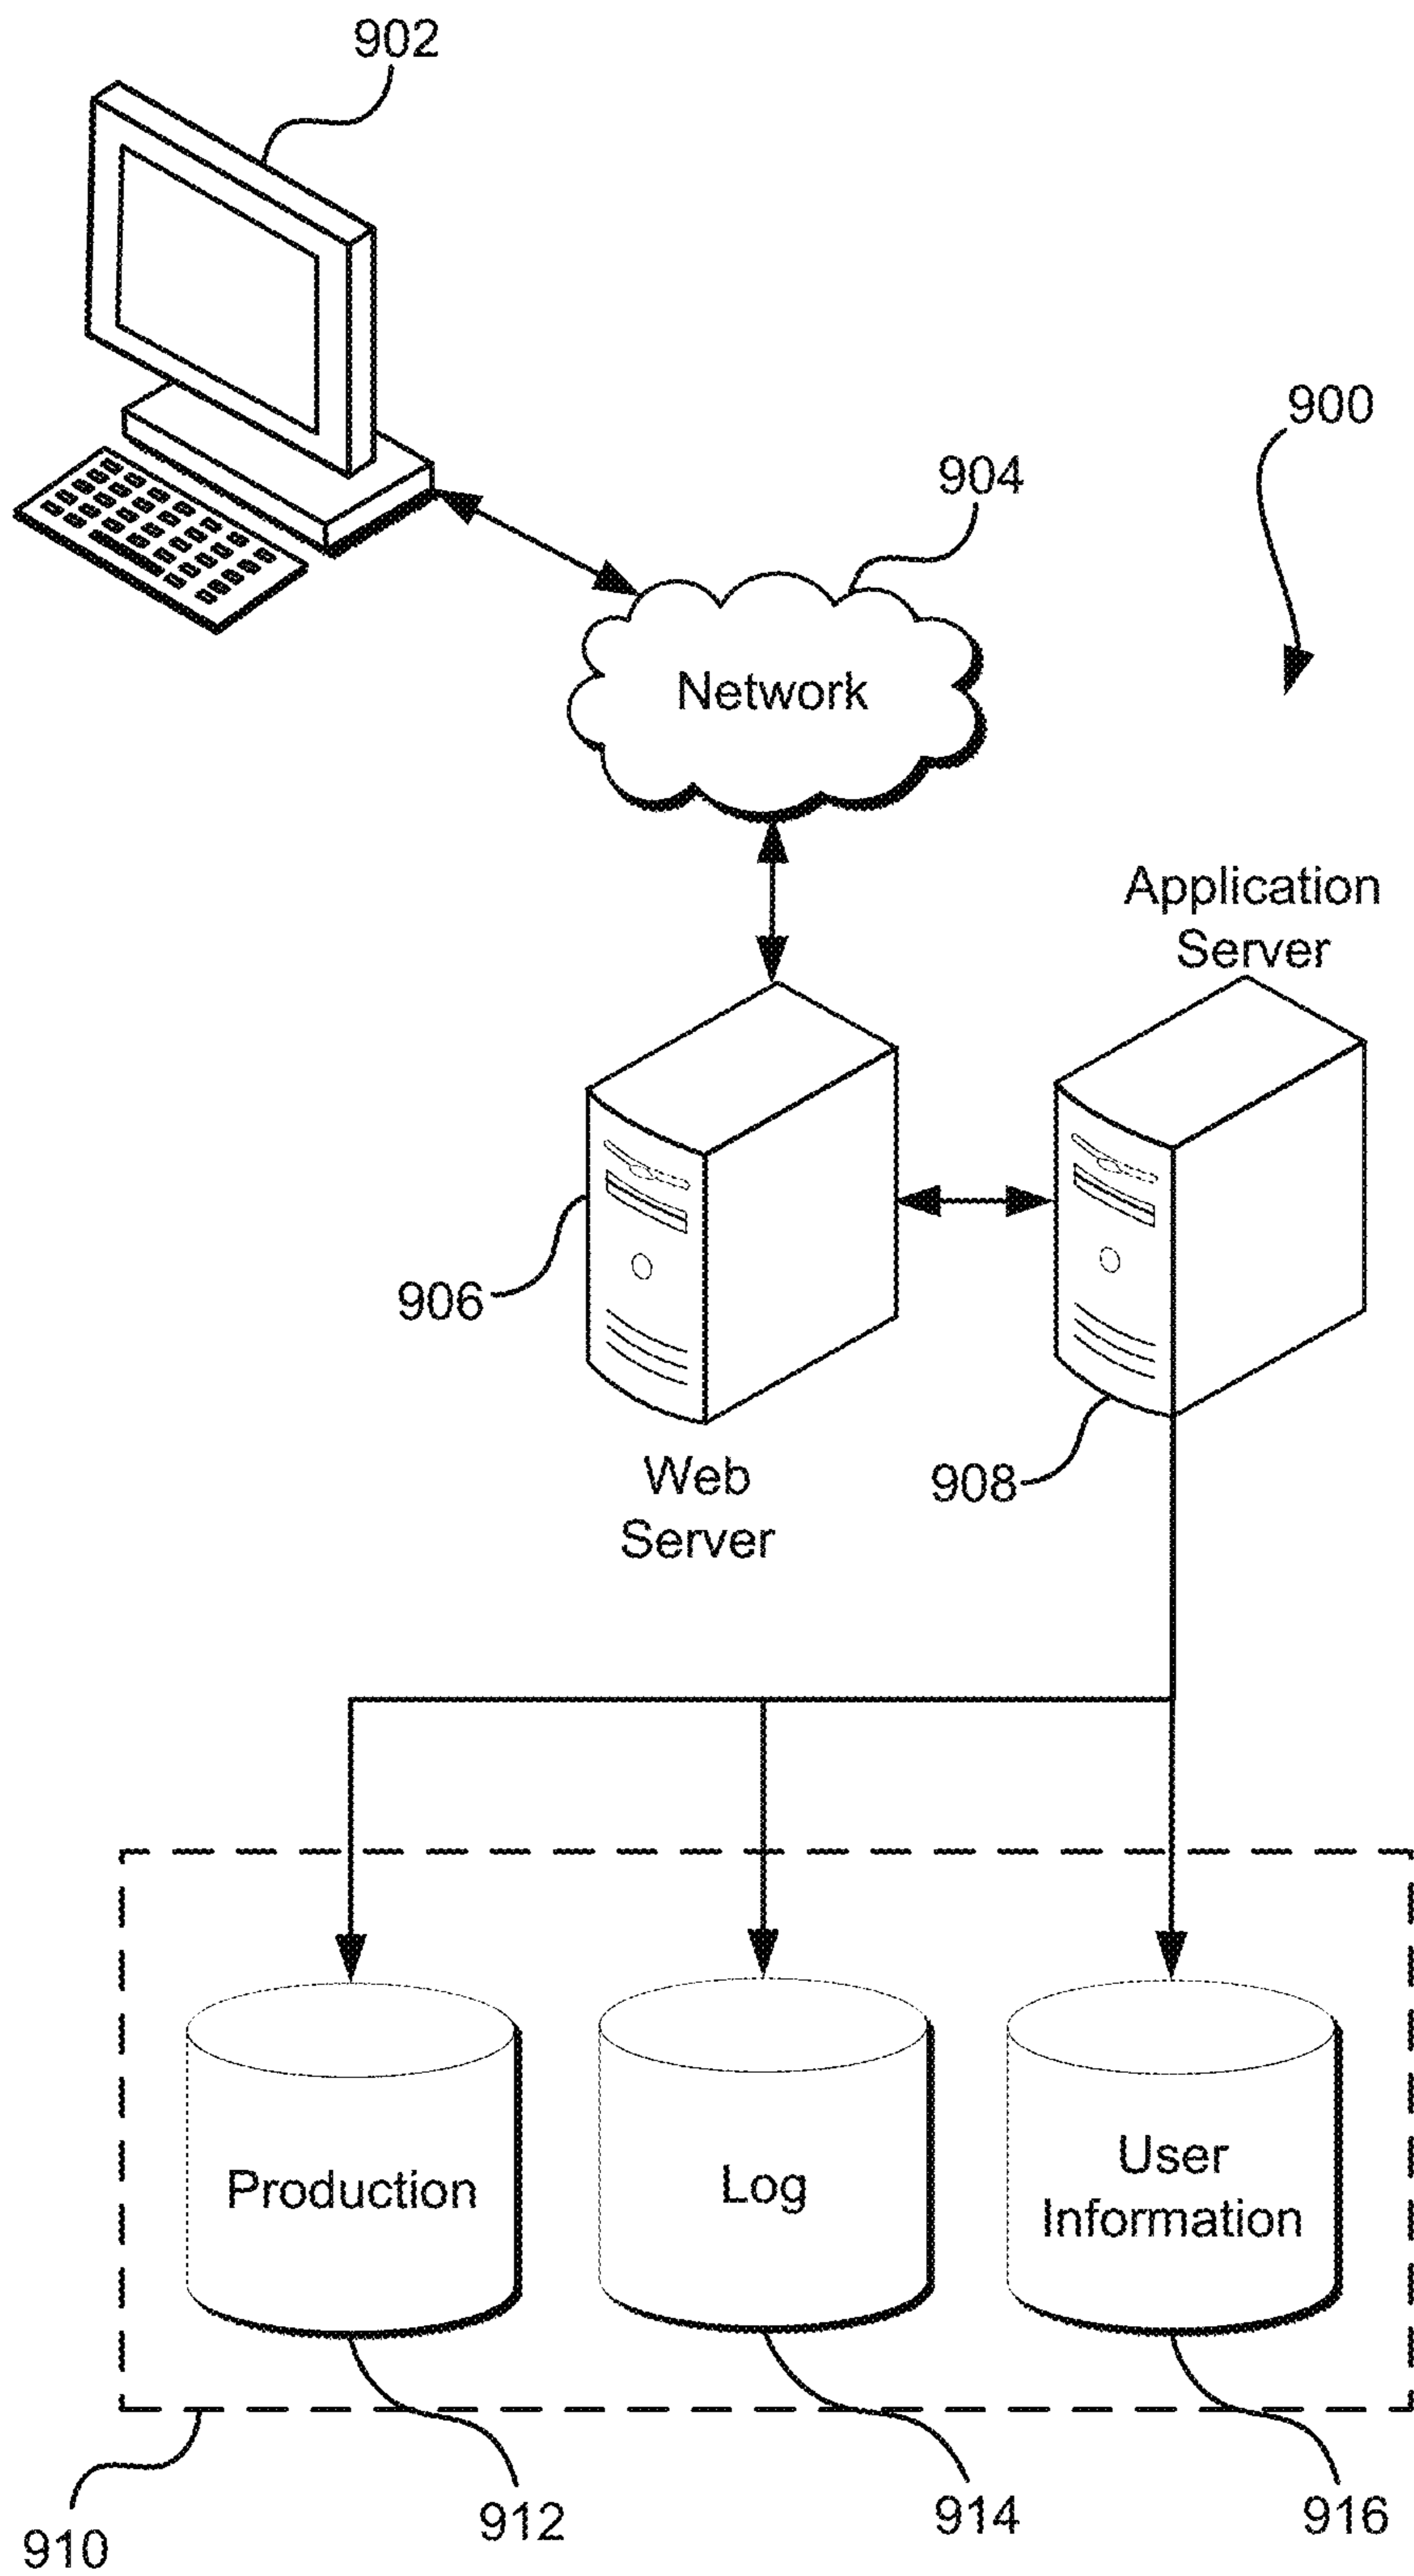 902
900
904
Network
Application
Server
906
908
Web
Server
Production
Log
User
Information
910
912
914
916